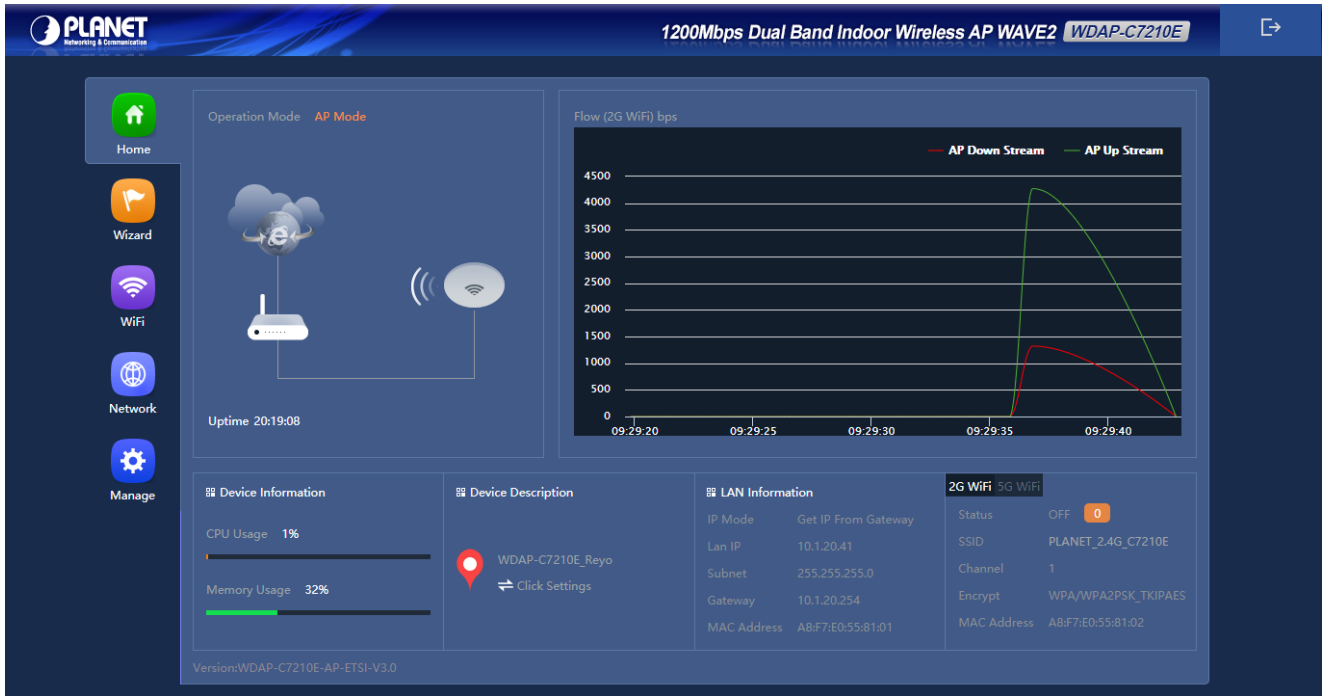 PLANET
Networking & Communication
1200Mbps Dual Band Indoor Wireless AP WAVE2 WDAP-C7210E
Home
Wizard
WiFi
Network
Manage
Operation Mode AP Mode
Uptime 20:19:08
Flow (2G WiFi) bps
AP Down Stream AP Up Stream
4500
4000
3500
3000
2500
2000
1500
1000
500
0
09:29:20 09:29:25 09:29:30 09:29:35 09:29:40
Device Information
CPU Usage 1%
Memory Usage 32%
Device Description
WDAP-C7210E_Reyo
Click Settings
LAN Information
IP Mode Get IP From Gateway
Lan IP 10.1.20.41
Subnet 255.255.255.0
Gateway 10.1.20.254
MAC Address A8:F7:E0:55:81:01
2G WiFi 5G WiFi
Status OFF 0
SSID PLANET_2.4G_C7210E
Channel 1
Encrypt WPA/WPA2PSK_TKIPAES
MAC Address A8:F7:E0:55:81:02
Version:WDAP-C7210E-AP-ETSI-V3.0